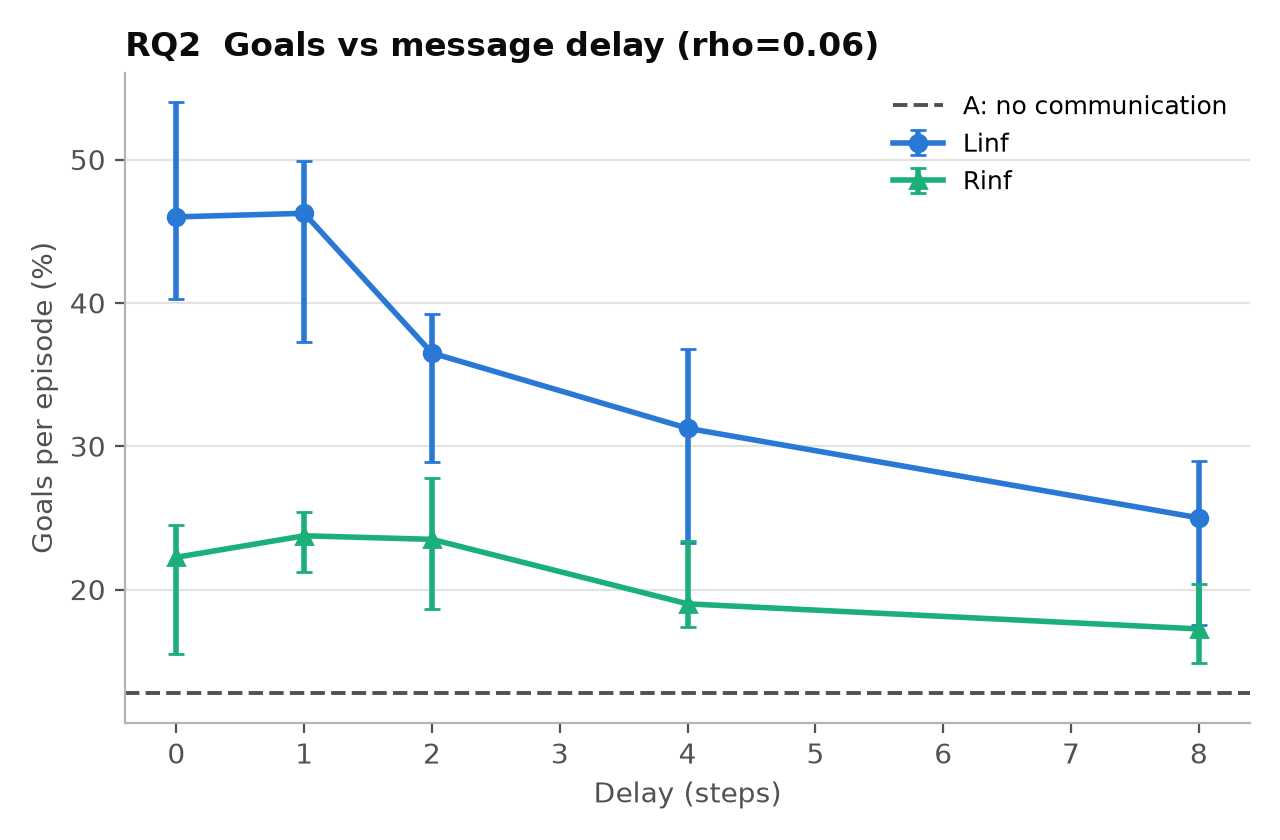 RQ2  Goals vs message delay (rho=0.06)
A: no communication
Linf
Rinf
Goals per episode (%)
50
40
30
20
0 1 2 3 4 5 6 7 8
Delay (steps)